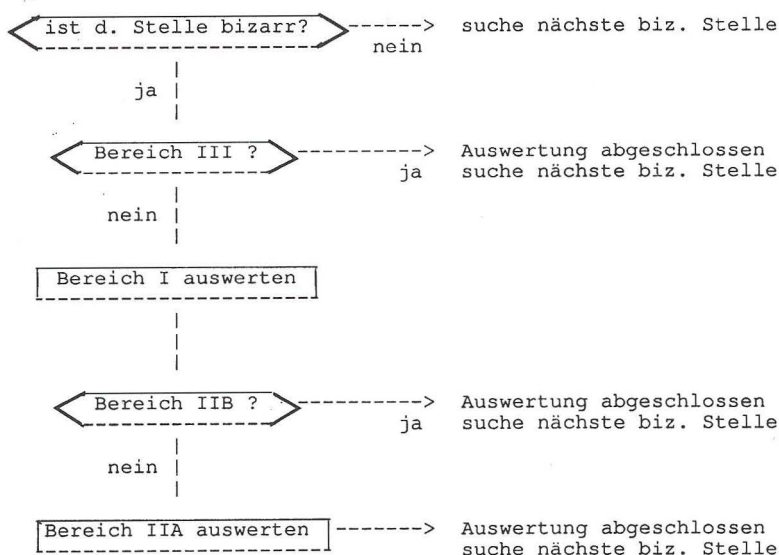 ist d. Stelle bizarr? -------> suche nächste biz. Stelle
nein
ja
Bereich III ? ----------> Auswertung abgeschlossen
ja suche nächste biz. Stelle
nein
Bereich I auswerten
Bereich IIB ? ----------> Auswertung abgeschlossen
ja suche nächste biz. Stelle
nein
Bereich IIA auswerten -------> Auswertung abgeschlossen
suche nächste biz. Stelle